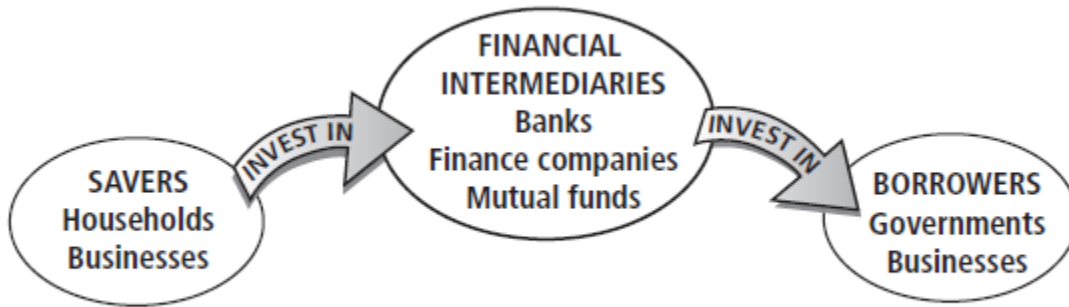 SAVERS
Households
Businesses
INVEST IN
FINANCIAL
INTERMEDIARIES
Banks
Finance companies
Mutual funds
INVEST IN
BORROWERS
Governments
Businesses